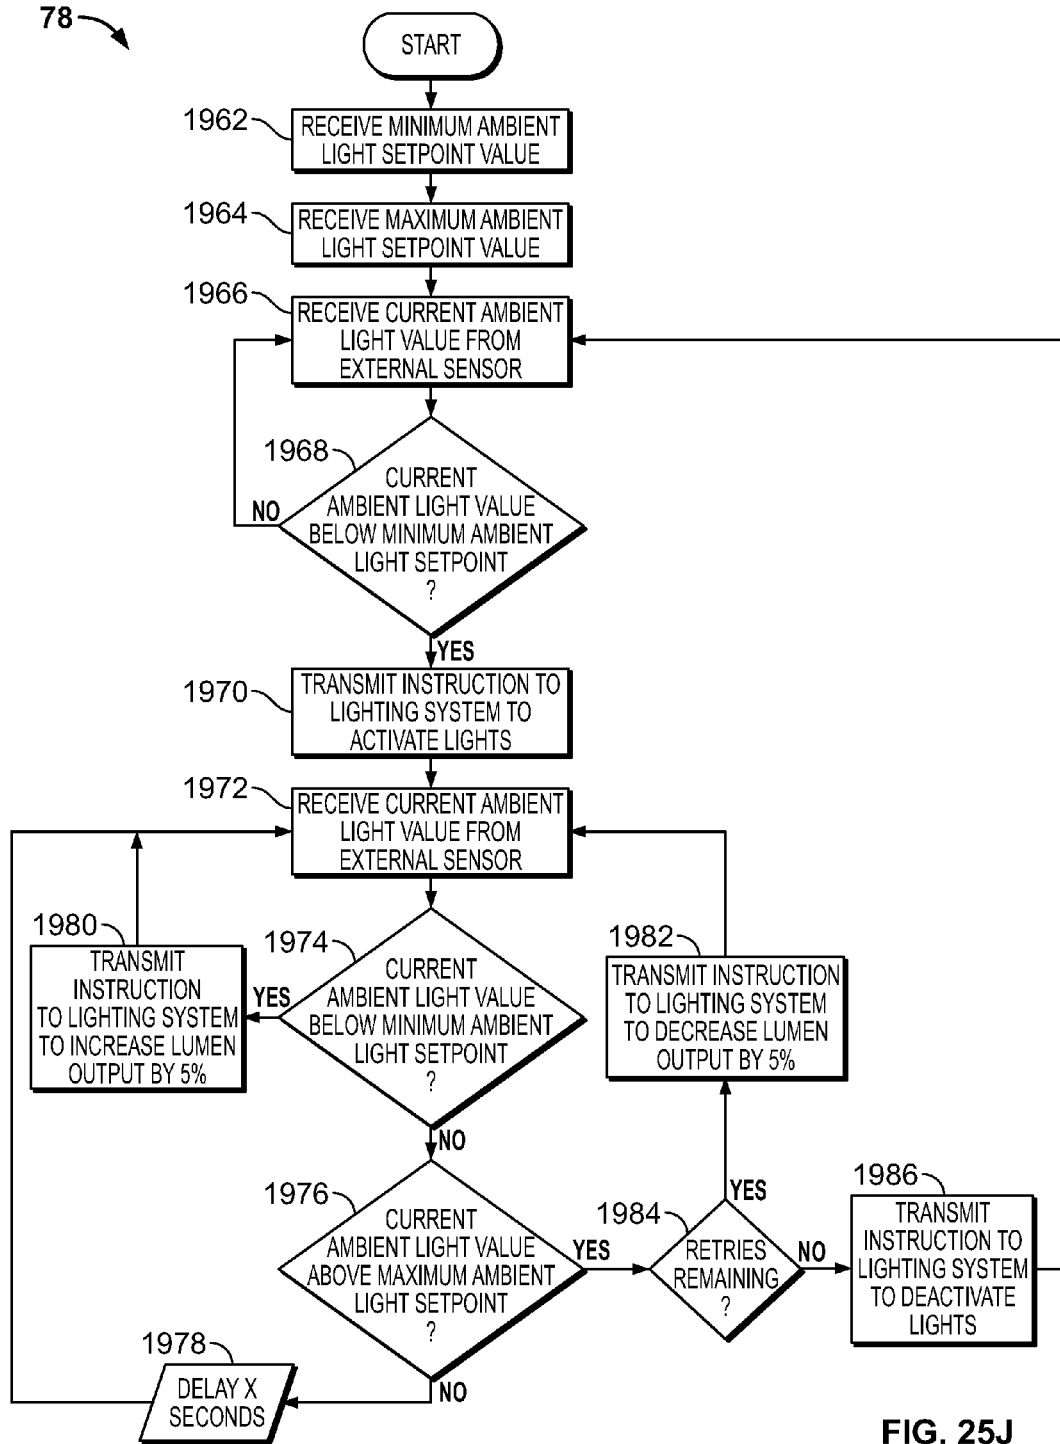 78
START
1962
RECEIVE MINIMUM AMBIENT
LIGHT SETPOINT VALUE
1964
RECEIVE MAXIMUM AMBIENT
LIGHT SETPOINT VALUE
1966
RECEIVE CURRENT AMBIENT
LIGHT VALUE FROM
EXTERNAL SENSOR
1968
CURRENT
AMBIENT LIGHT VALUE
BELOW MINIMUM AMBIENT
LIGHT SETPOINT
?
NO
YES
1970
TRANSMIT INSTRUCTION TO
LIGHTING SYSTEM TO
ACTIVATE LIGHTS
1972
RECEIVE CURRENT AMBIENT
LIGHT VALUE FROM
EXTERNAL SENSOR
1974
CURRENT
AMBIENT LIGHT VALUE
BELOW MINIMUM AMBIENT
LIGHT SETPOINT
?
YES
NO
1980
TRANSMIT
INSTRUCTION
TO LIGHTING SYSTEM
TO INCREASE LUMEN
OUTPUT BY 5%
1982
TRANSMIT INSTRUCTION
TO LIGHTING SYSTEM
TO DECREASE LUMEN
OUTPUT BY 5%
1976
CURRENT
AMBIENT LIGHT VALUE
ABOVE MAXIMUM AMBIENT
LIGHT SETPOINT
?
YES
NO
1984
RETRIES
REMAINING
?
YES
NO
1986
TRANSMIT
INSTRUCTION TO
LIGHTING SYSTEM
TO DEACTIVATE
LIGHTS
1978
DELAY X
SECONDS
FIG. 25J